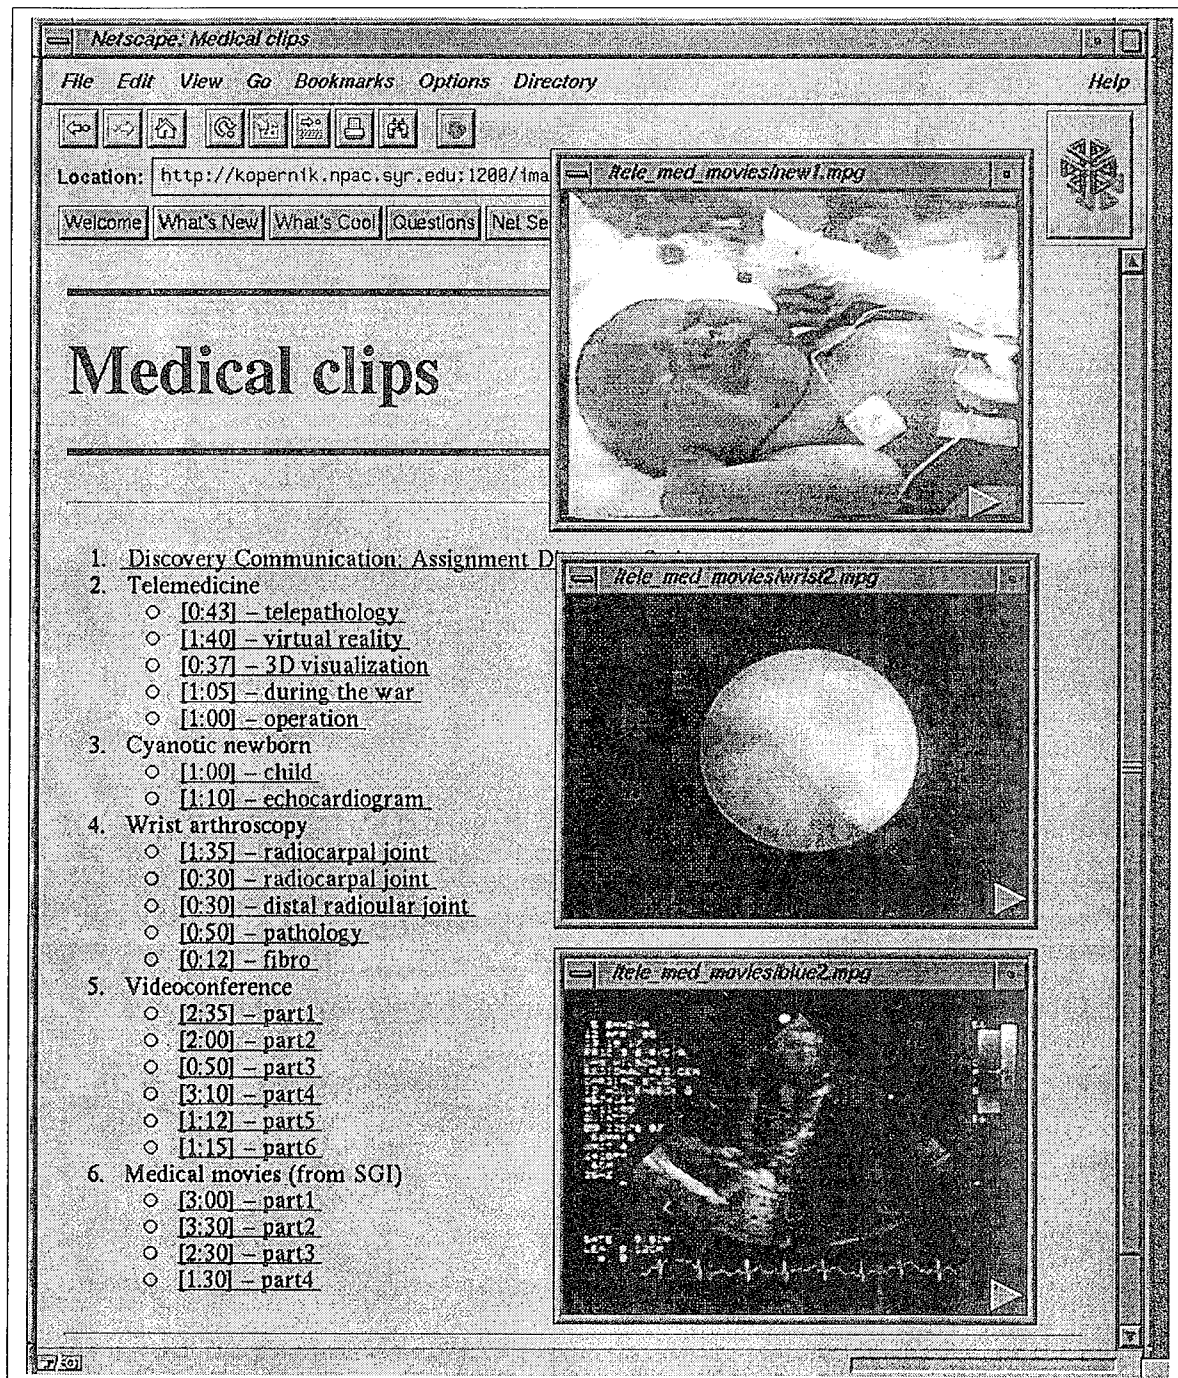 Netscape: Medical clips
File Edit View Go Bookmarks Options Directory Help
Location: http://kopernik.npac.syr.edu:1200/ima
Welcome What's New What's Cool Questions Net Se
/tele_med_movies/new1.mpg
Medical clips
1. Discovery Communication: Assignment
2. Telemedicine
[0:43] – telepathology
[1:40] – virtual reality
[0:37] – 3D visualization
[1:05] – during the war
[1:00] – operation
3. Cyanotic newborn
[1:00] – child
[1:10] – echocardiogram
4. Wrist arthroscopy
[1:35] – radiocarpal joint
[0:30] – radiocarpal joint
[0:30] – distal radioular joint
[0:50] – pathology
[0:12] – fibro
5. Videoconference
[2:35] – part1
[2:00] – part2
[0:50] – part3
[3:10] – part4
[1:12] – part5
[1:15] – part6
6. Medical movies (from SGI)
[3:00] – part1
[3:30] – part2
[2:30] – part3
[1.30] – part4
/tele_med_movies/wrist2.mpg
/tele_med_movies/blue2.mpg